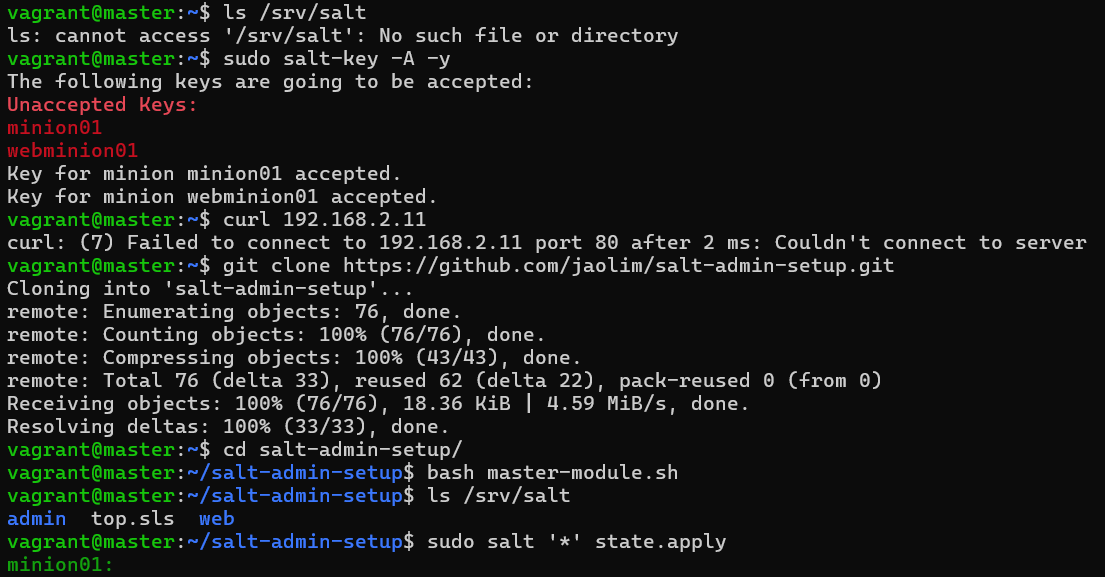 vagrant@master:~$ ls /srv/salt
ls: cannot access '/srv/salt': No such file or directory
vagrant@master:~$ sudo salt-key -A -y
The following keys are going to be accepted:
Unaccepted Keys:
minion01
webminion01
Key for minion minion01 accepted.
Key for minion webminion01 accepted.
vagrant@master:~$ curl 192.168.2.11
curl: (7) Failed to connect to 192.168.2.11 port 80 after 2 ms: Couldn't connect to server
vagrant@master:~$ git clone https://github.com/jaolim/salt-admin-setup.git
Cloning into 'salt-admin-setup'...
remote: Enumerating objects: 76, done.
remote: Counting objects: 100% (76/76), done.
remote: Compressing objects: 100% (43/43), done.
remote: Total 76 (delta 33), reused 62 (delta 22), pack-reused 0 (from 0)
Receiving objects: 100% (76/76), 18.36 KiB | 4.59 MiB/s, done.
Resolving deltas: 100% (33/33), done.
vagrant@master:~$ cd salt-admin-setup/
vagrant@master:~/salt-admin-setup$ bash master-module.sh
vagrant@master:~/salt-admin-setup$ ls /srv/salt
admin  top.sls  web
vagrant@master:~/salt-admin-setup$ sudo salt '*' state.apply
minion01: